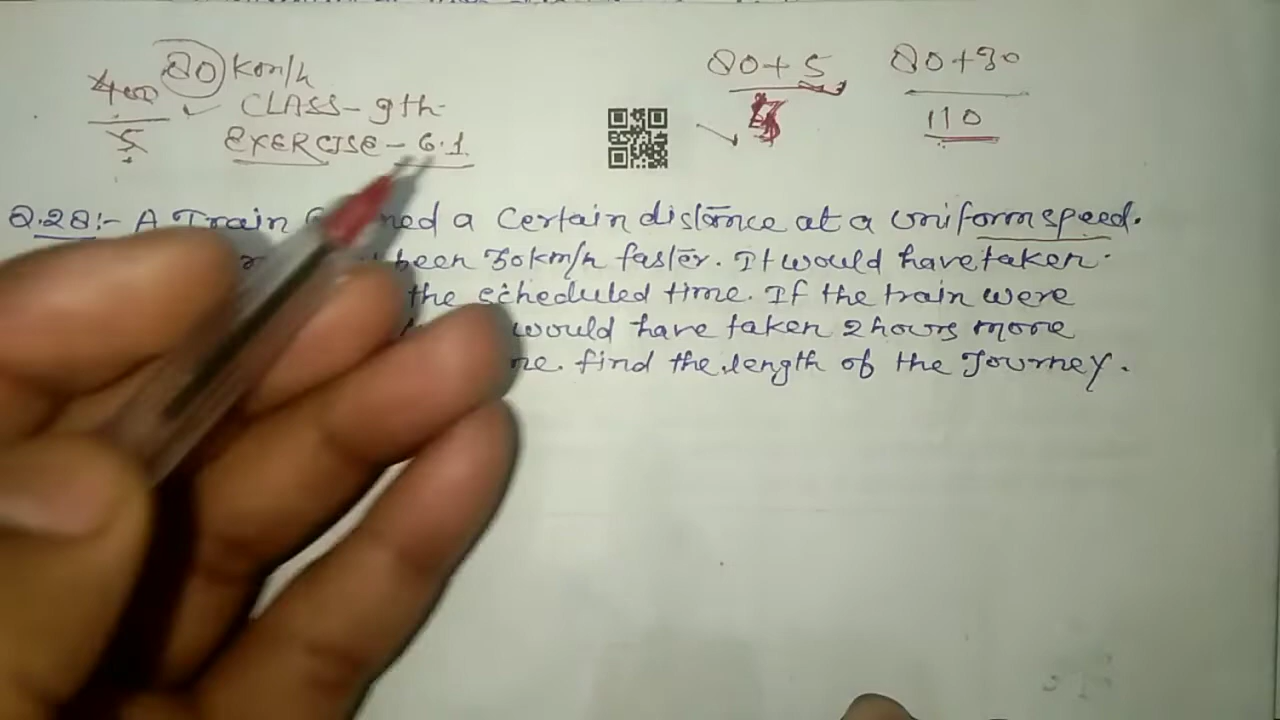 80 km/h
400
5
CLASS - 9th
EXERCISE - 6.1
80+5
80+30
110
Q.28:- A Train a certain distance at a uniform speed.
been 30km/h faster. It would have taken
the scheduled time. If the train were
would have taken 2 hours more
find the length of the Journey.